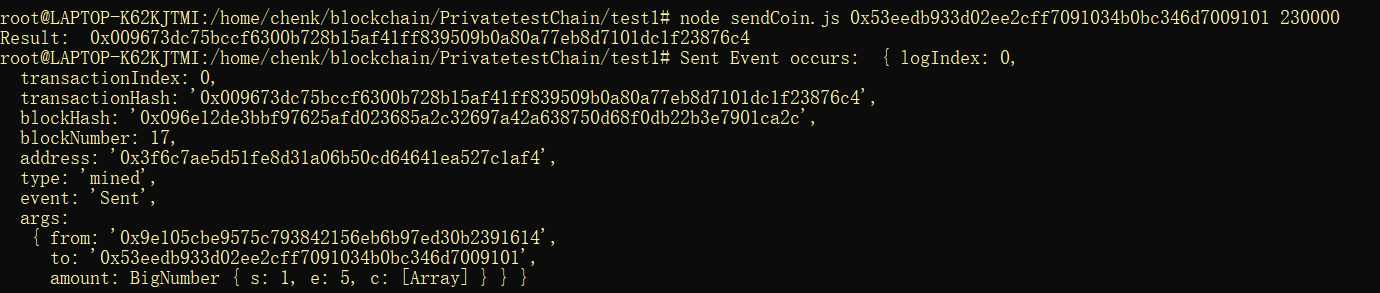 root@LAPTOP-K62KJTMI:/home/chenk/blockchain/PrivatetestChain/test1# node sendCoin.js 0x53eedb933d02ee2cff7091034b0bc346d7009101 230000
Result:  0x009673dc75bccf6300b728b15af41ff839509b0a80a77eb8d7101dc1f23876c4
root@LAPTOP-K62KJTMI:/home/chenk/blockchain/PrivatetestChain/test1# Sent Event occurs:  { logIndex: 0,
  transactionIndex: 0,
  transactionHash: '0x009673dc75bccf6300b728b15af41ff839509b0a80a77eb8d7101dc1f23876c4',
  blockHash: '0x096e12de3bbf97625afd023685a2c32697a42a638750d68f0db22b3e7901ca2c',
  blockNumber: 17,
  address: '0x3f6c7ae5d51fe8d31a06b50cd64641ea527c1af4',
  type: 'mined',
  event: 'Sent',
  args:
   { from: '0x9e105cbe9575c793842156eb6b97ed30b2391614',
     to: '0x53eedb933d02ee2cff7091034b0bc346d7009101',
     amount: BigNumber { s: 1, e: 5, c: [Array] } } }